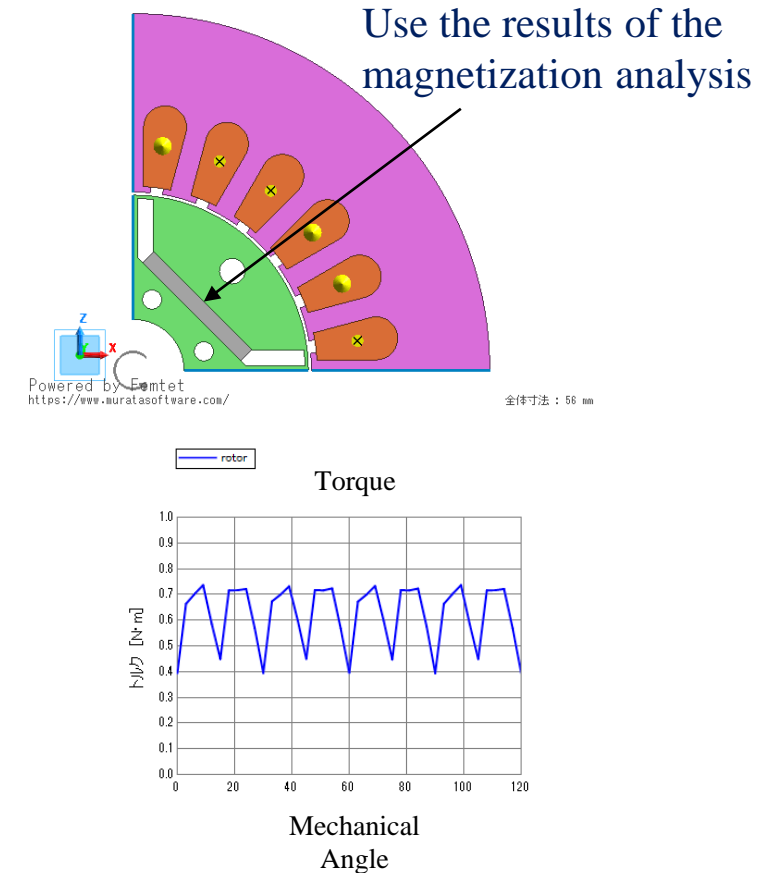 Use the results of the
magnetization analysis
Z
Y
X
Powered by Femtet
https://www.muratasoftware.com/
全体寸法 : 56 mm
rotor
Torque
1.0
0.9
0.8
0.7
0.6
0.5
0.4
0.3
0.2
0.1
0.0
トルク [N·m]
0 20 40 60 80 100 120
Mechanical
Angle